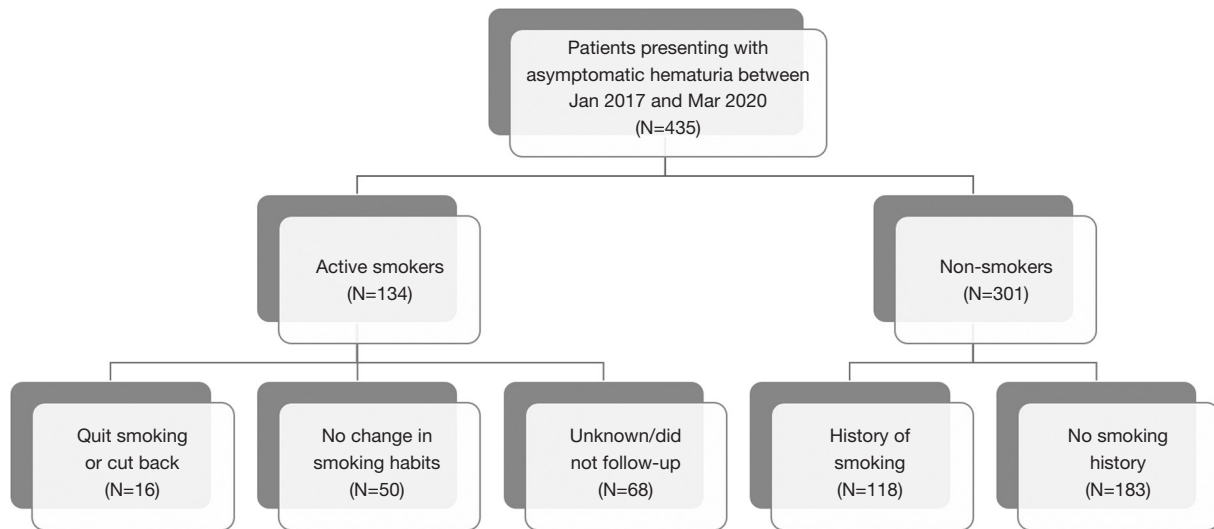 Patients presenting with
asymptomatic hematuria between
Jan 2017 and Mar 2020
(N=435)
Active smokers
(N=134)
Non-smokers
(N=301)
Quit smoking
or cut back
(N=16)
No change in
smoking habits
(N=50)
Unknown/did
not follow-up
(N=68)
History of
smoking
(N=118)
No smoking
history
(N=183)